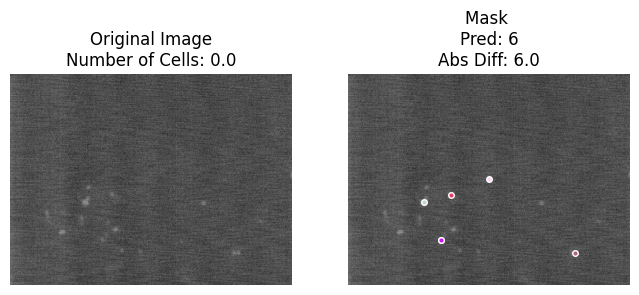 Original Image
Number of Cells: 0.0
Mask
Pred: 6
Abs Diff: 6.0